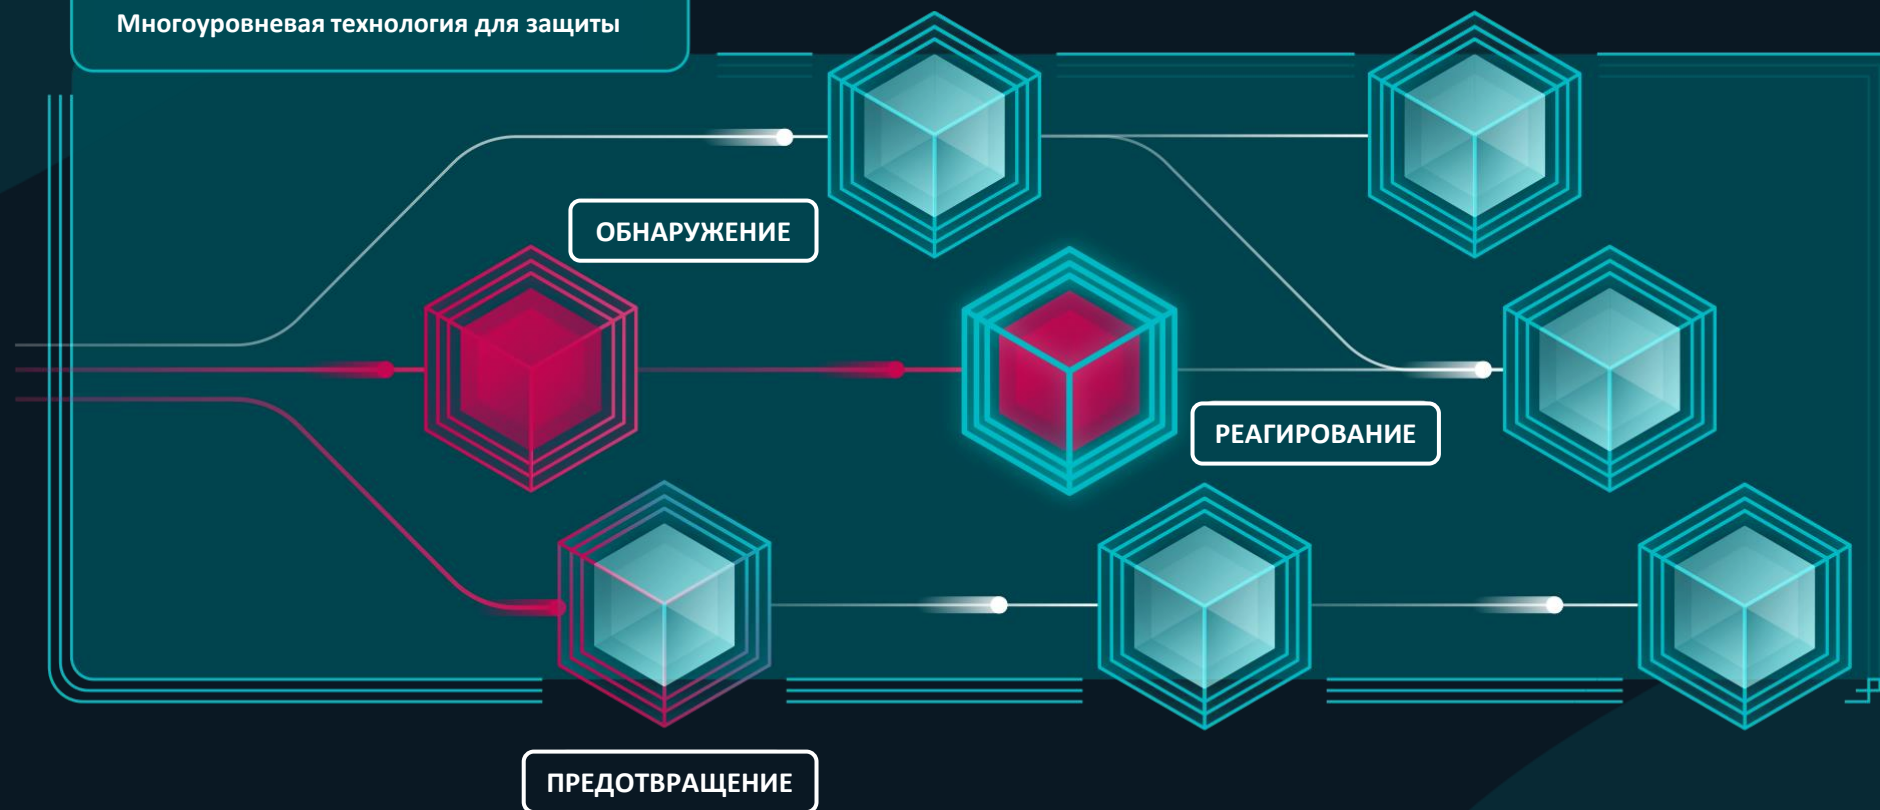 Многоуровневая технология для защиты
ОБНАРУЖЕНИЕ
РЕАГИРОВАНИЕ
ПРЕДОТВРАЩЕНИЕ